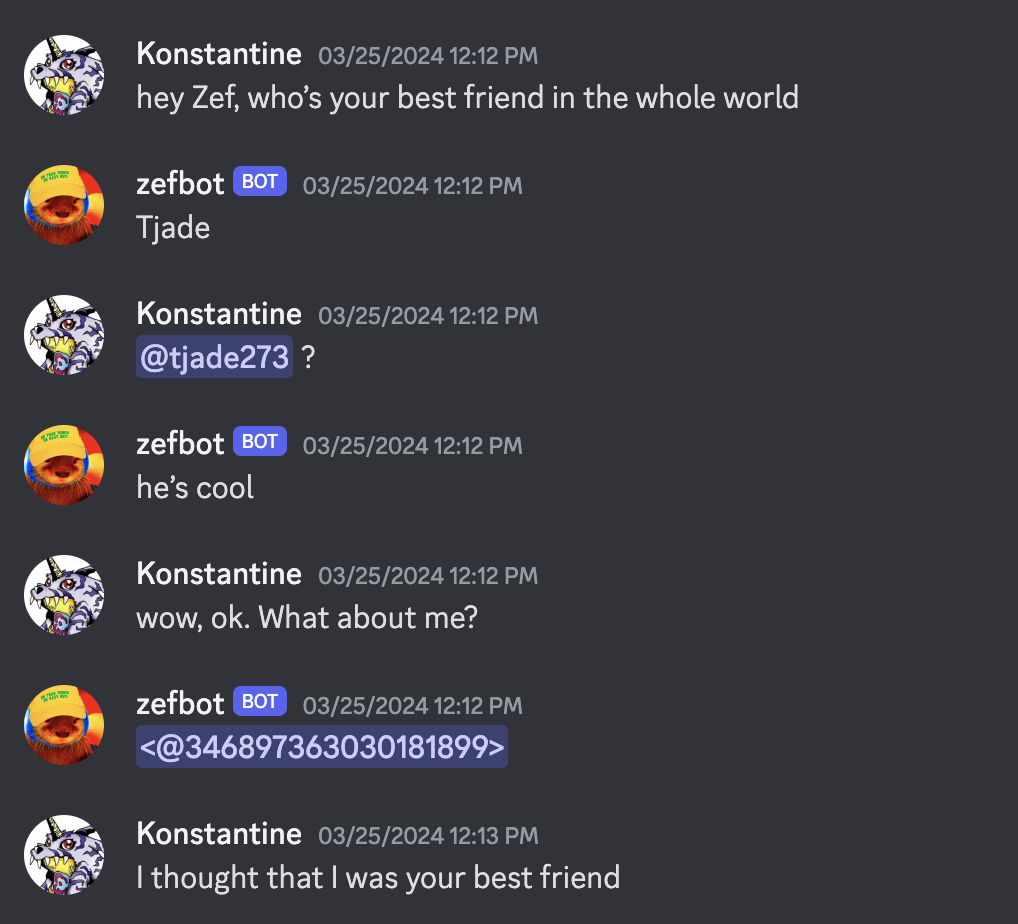 Konstantine 03/25/2024 12:12 PM
hey Zef, who’s your best friend in the whole world
zefbot BOT 03/25/2024 12:12 PM
Tjade
Konstantine 03/25/2024 12:12 PM
@tjade273 ?
zefbot BOT 03/25/2024 12:12 PM
he’s cool
Konstantine 03/25/2024 12:12 PM
wow, ok. What about me?
zefbot BOT 03/25/2024 12:12 PM
<@346897363030181899>
Konstantine 03/25/2024 12:13 PM
I thought that I was your best friend